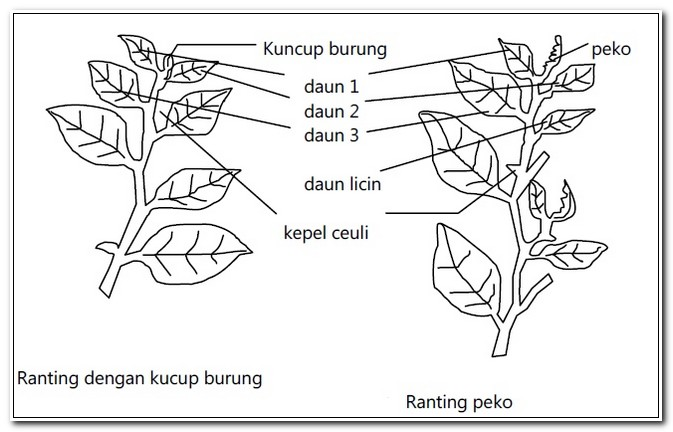 Kuncup burung
peko
daun 1
daun 2
daun 3
daun licin
kepel ceuli
Ranting dengan kucup burung
Ranting peko